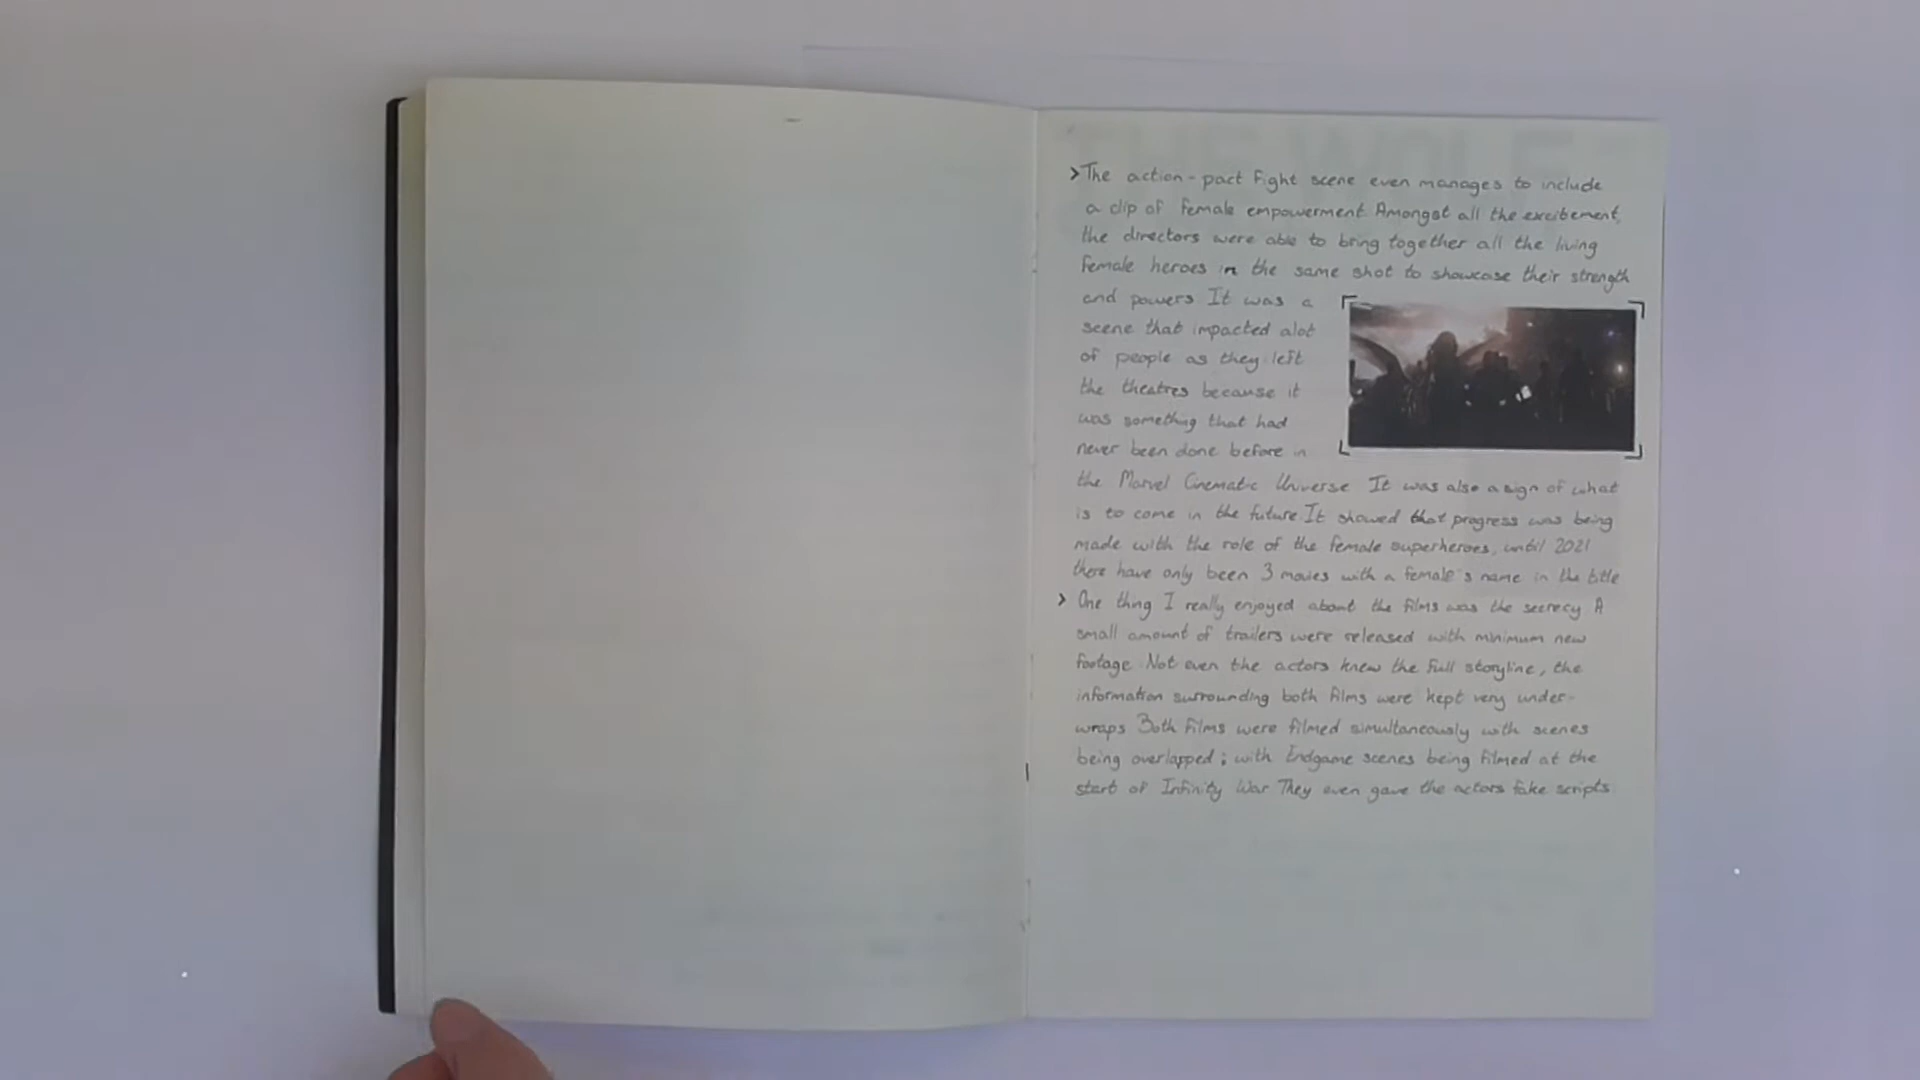 >The action-pact fight scene even manages to include
a clip of female empowerment. Amongst all the excitement,
the directors were able to bring together all the living
female heroes in the same shot to showcase their strength
and powers It was a
scene that impacted alot
of people as they left
the theatres because it
was something that had
never been done before in
the Marvel Cinematic Universe It was also a sign of what
is to come in the future It showed that progress was being
made with the role of the female superheroes, until 2021
there have only been 3 movies with a female's name in the title
> One thing I really enjoyed about the films was the secrecy A
small amount of trailers were released with minimum new
footage Not even the actors knew the full storyline, the
information surrounding both films were kept very under-
wraps Both films were filmed simultaneously with scenes
being overlapped; with Endgame scenes being filmed at the
start of Infinity War They even gave the actors fake scripts